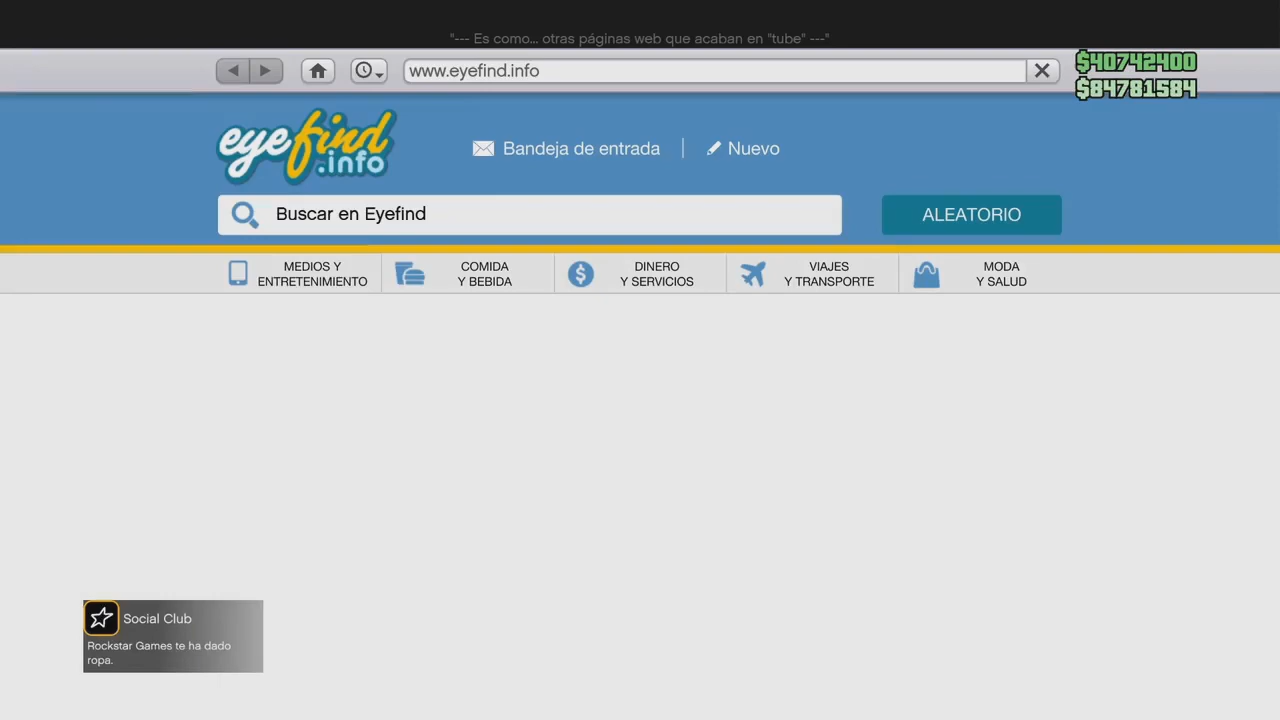 "--- Es como... otras páginas web que acaban en "tube" ---"
www.eyefind.info
$40742400
$84781584
eyefind
.info
Bandeja de entrada
Nuevo
Buscar en Eyefind
ALEATORIO
MEDIOS Y
ENTRETENIMIENTO
COMIDA
Y BEBIDA
DINERO
Y SERVICIOS
VIAJES
Y TRANSPORTE
MODA
Y SALUD
Social Club
Rockstar Games te ha dado
ropa.